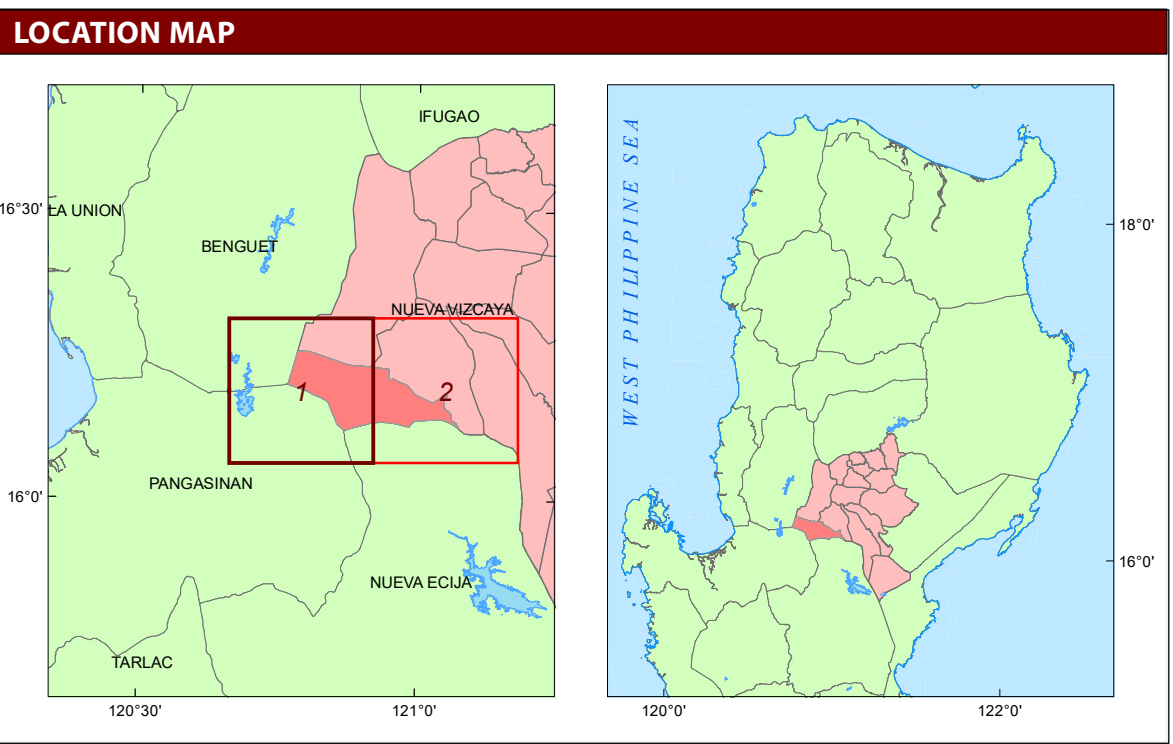 LOCATION MAP
IFUGAO
16°30'
LA UNION
BENGUET
NUEVA VIZCAYA
1
2
16°0'
PANGASINAN
NUEVA ECIJA
TARLAC
120°30'
121°0'
WEST PHILIPPINE SEA
18°0'
16°0'
120°0'
122°0'